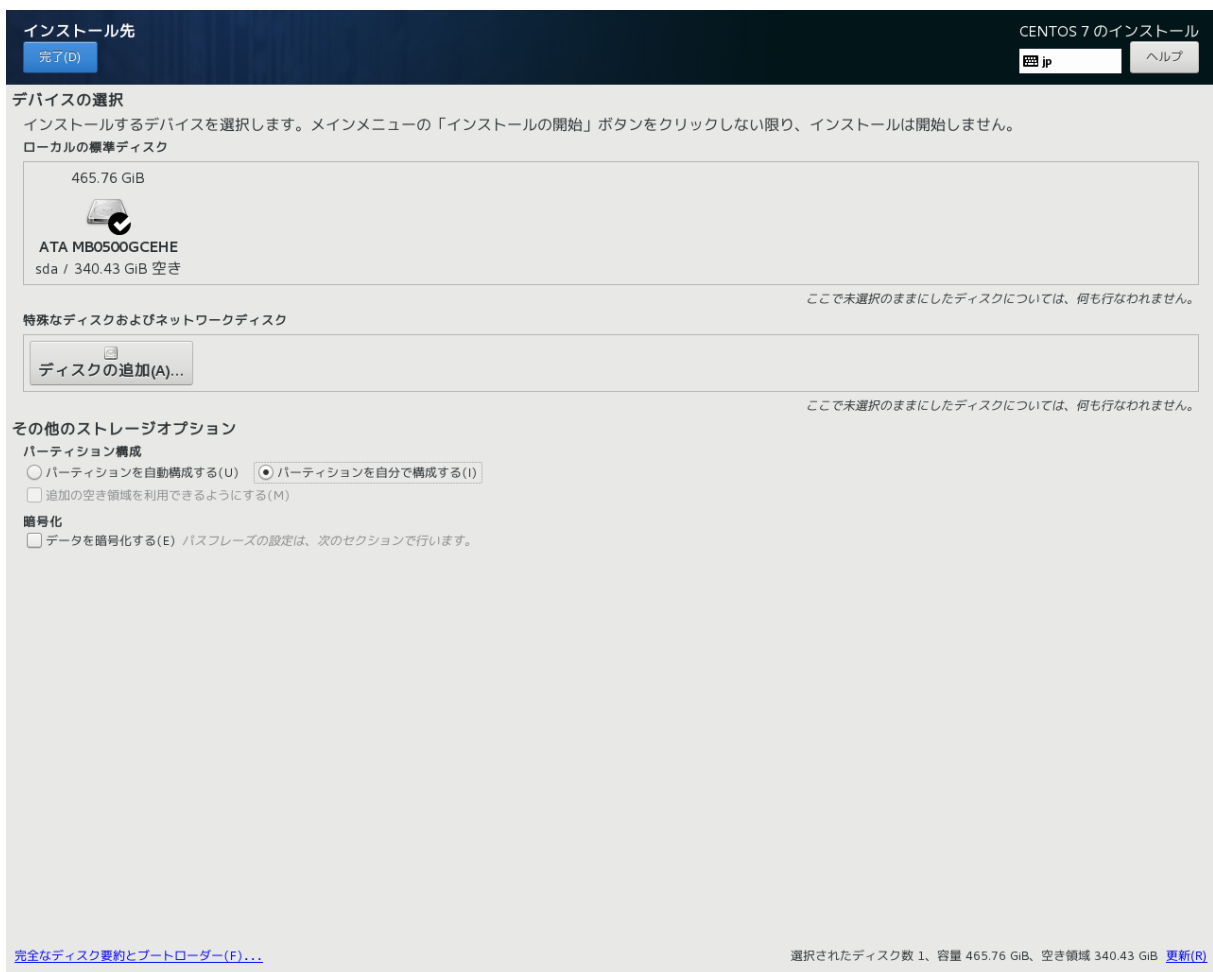 インストール先
CENTOS 7 のインストール
完了(D)
jp
ヘルプ
デバイスの選択
インストールするデバイスを選択します。メインメニューの「インストールの開始」ボタンをクリックしない限り、インストールは開始しません。
ローカルの標準ディスク
465.76 GiB
ATA MB0500GCEHE
sda / 340.43 GiB 空き
ここで未選択のままにしたディスクについては、何も行なわれません。
特殊なディスクおよびネットワークディスク
ディスクの追加(A)...
ここで未選択のままにしたディスクについては、何も行なわれません。
その他のストレージオプション
パーティション構成
パーティションを自動構成する(U) パーティションを自分で構成する(I)
追加の空き領域を利用できるようにする(M)
暗号化
データを暗号化する(E) パスフレーズの設定は、次のセクションで行います。
完全なディスク要約とブートローダー(F)...
選択されたディスク数 1、容量 465.76 GiB、空き領域 340.43 GiB 更新(R)